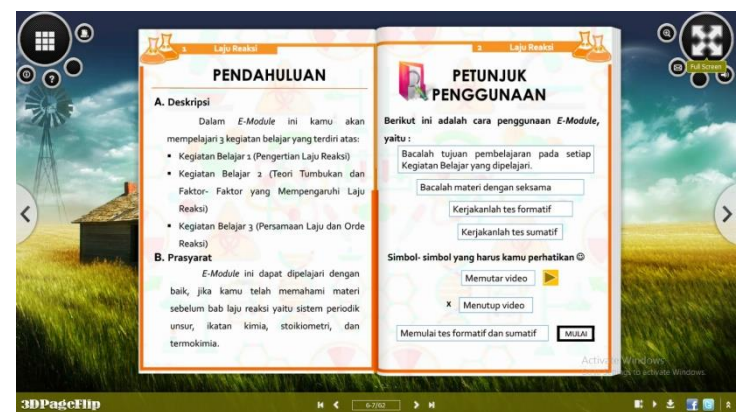 1 Laju Reaksi
PENDAHULUAN
A. Deskripsi
Dalam E-Module ini kamu akan
mempelajari 3 kegiatan belajar yang terdiri atas:
▪ Kegiatan Belajar 1 (Pengertian Laju Reaksi)
▪ Kegiatan Belajar 2 (Teori Tumbukan dan
Faktor- Faktor yang Mempengaruhi Laju
Reaksi)
▪ Kegiatan Belajar 3 (Persamaan Laju dan Orde
Reaksi)
B. Prasyarat
E-Module ini dapat dipelajari dengan
baik, jika kamu telah memahami materi
sebelum bab laju reaksi yaitu sistem periodik
unsur, ikatan kimia, stoikiometri, dan
termokimia.
2 Laju Reaksi
PETUNJUK
PENGGUNAAN
Berikut ini adalah cara penggunaan E-Module,
yaitu :
Bacalah tujuan pembelajaran pada setiap
Kegiatan Belajar yang dipelajari.
Bacalah materi dengan seksama
Kerjakanlah tes formatif
Kerjakanlah tes sumatif
Simbol- simbol yang harus kamu perhatikan ☺
Memutar video
x Menutup video
Memulai tes formatif dan sumatif MULAI
Full Screen
Activate Windows
to activate Windows.
3DPageFlip
6-7/62